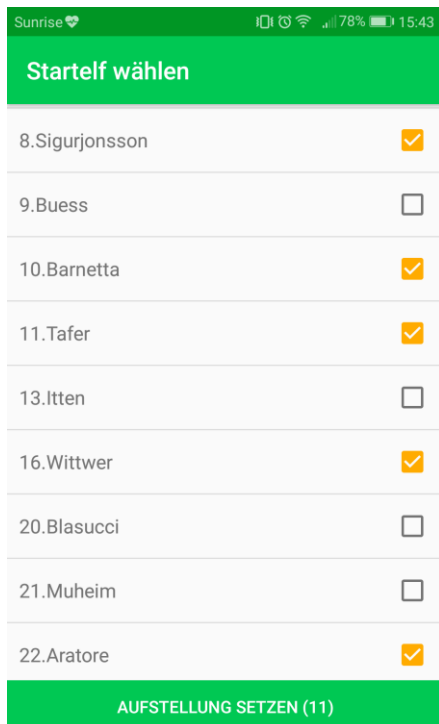 Sunrise 78% 15:43
Startelf wählen
8.Sigurjonsson
9.Buess
10.Barnetta
11.Tafer
13.Itten
16.Wittwer
20.Blasucci
21.Muheim
22.Aratore
AUFSTELLUNG SETZEN (11)